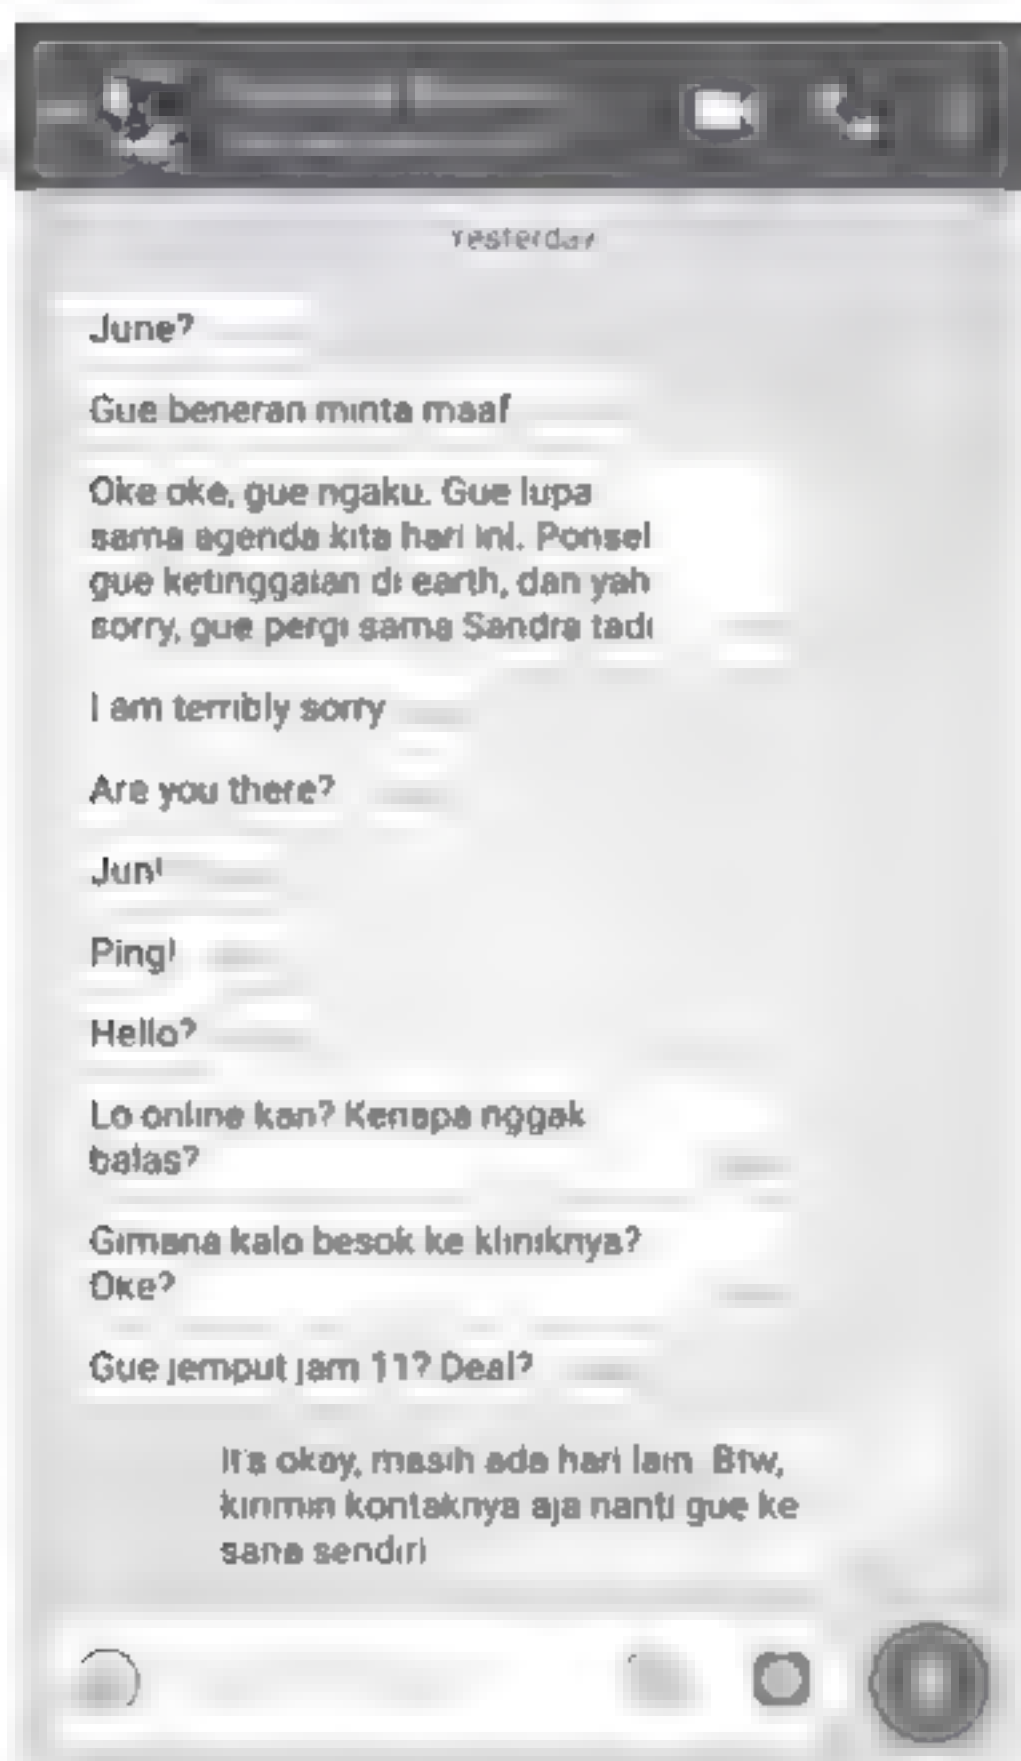 Yesterday
June?
Gue beneran minta maaf
Oke oke, gue ngaku. Gue lupa
sama agenda kita hari ini. Ponsel
gue ketinggalan di earth, dan yah
sorry, gue pergi sama Sandra tadi
I am terribly sorry
Are you there?
Jun!
Ping!
Hello?
Lo online kan? Kenapa nggak
balas?
Gimana kalo besok ke kliniknya?
Oke?
Gue jemput jam 11? Deal?
It's okay, masih ada hari lain. Btw,
kirimin kontaknya aja nanti gue ke
sana sendiri